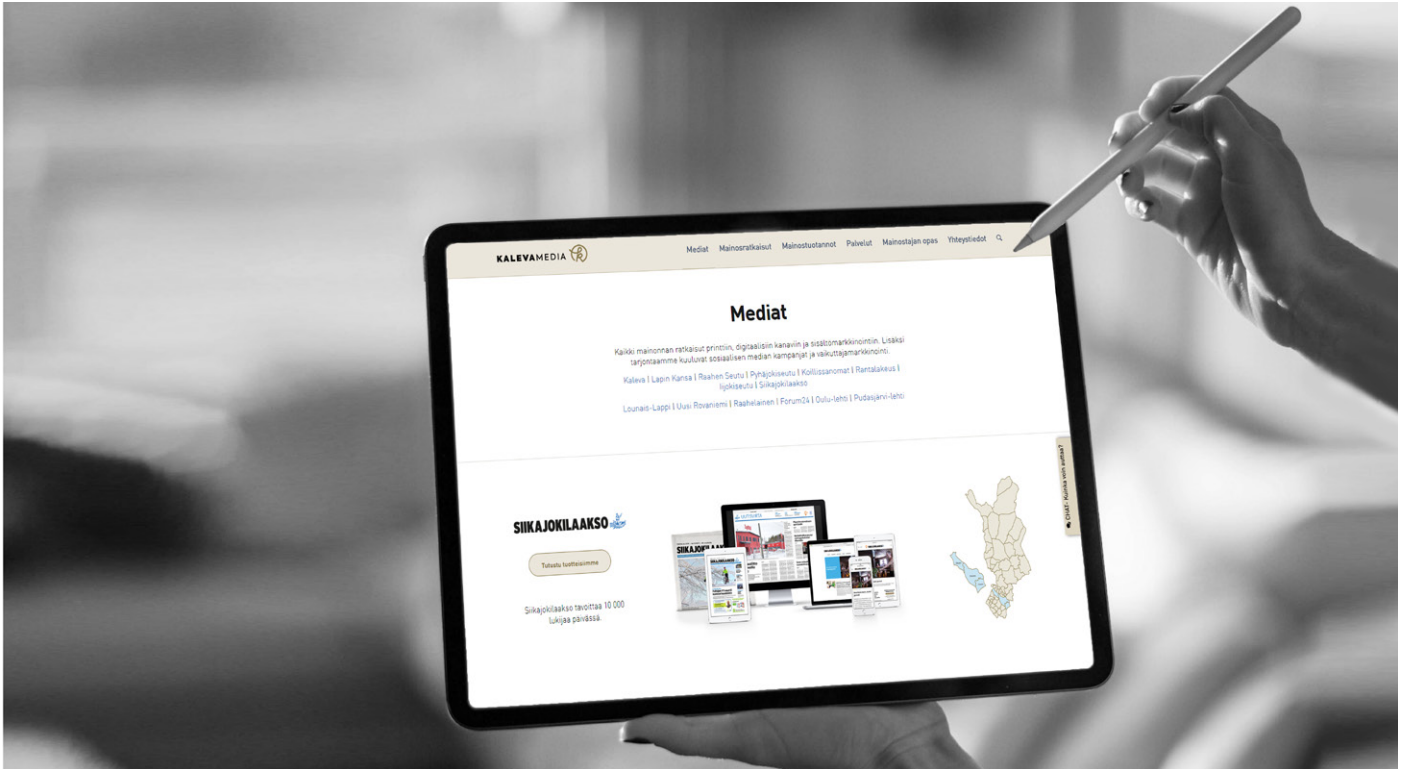 KALEVAMEDIA
Mediat Mainosratkaisut Mainostuotannot Palvelut Mainostajan opas Yhteystiedot
Mediat
Kaikki mainonnan ratkaisut printtiin, digitaalisiin kanaviin ja sisältömarkkinointiin. Lisäksi
tarjontaamme kuuluvat sosiaalisen median kampanjat ja vaikuttajamarkkinointi.
Kaleva | Lapin Kansa | Raahen Seutu | Pyhäjokiseutu | Koillissanomat | Rantalakeus |
Iijokiseutu | Siikajokilaakso
Lounais-Lappi | Uusi Rovaniemi | Raahelainen | Forum24 | Oulu-lehti | Pudasjärvi-lehti
CHAT- Kuinka voin auttaa?
SIIKAJOKILAAKSO
Tutustu tuotteisiimme
Siikajokilaakso tavoittaa 10 000
lukijaa päivässä.